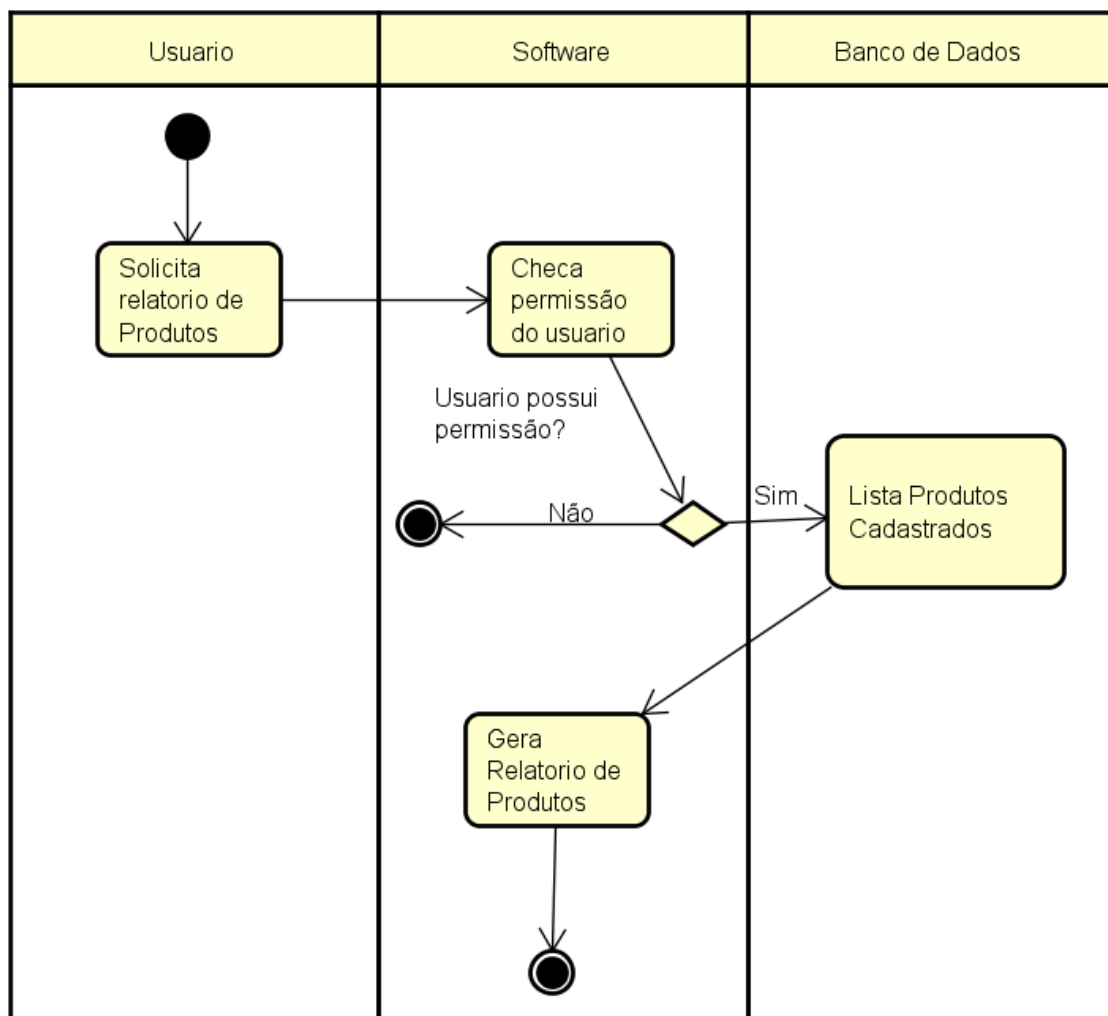 Usuario
Software
Banco de Dados
Solicita
relatorio de
Produtos
Checa
permissão
do usuario
Usuario possui
permissão?
Não
Sim
Lista Produtos
Cadastrados
Gera
Relatorio de
Produtos